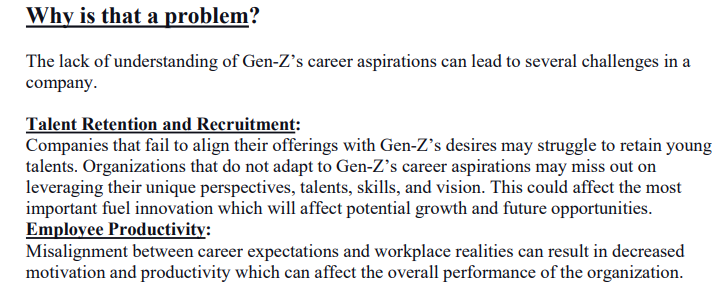 Why is that a problem?
The lack of understanding of Gen-Z’s career aspirations can lead to several challenges in a
company.
Talent Retention and Recruitment:
Companies that fail to align their offerings with Gen-Z’s desires may struggle to retain young
talents. Organizations that do not adapt to Gen-Z’s career aspirations may miss out on
leveraging their unique perspectives, talents, skills, and vision. This could affect the most
important fuel innovation which will affect potential growth and future opportunities.
Employee Productivity:
Misalignment between career expectations and workplace realities can result in decreased
motivation and productivity which can affect the overall performance of the organization.